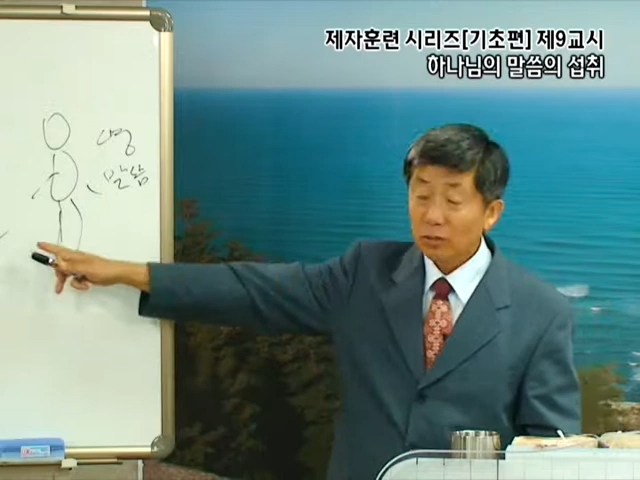 제자훈련 시리즈[기초편] 제9교시
하나님의 말씀의 섭취
영
말씀